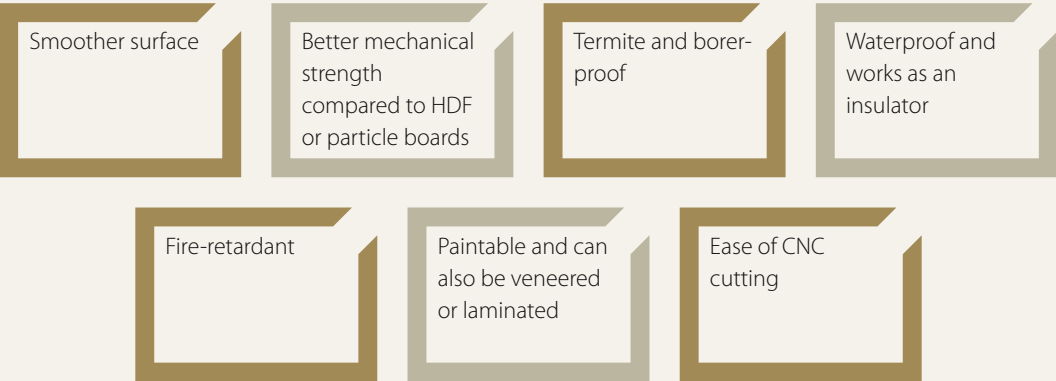 Smoother surface
Better mechanical
strength
compared to HDF
or particle boards
Termite and borer-
proof
Waterproof and
works as an
insulator
Fire-retardant
Paintable and can
also be veneered
or laminated
Ease of CNC
cutting